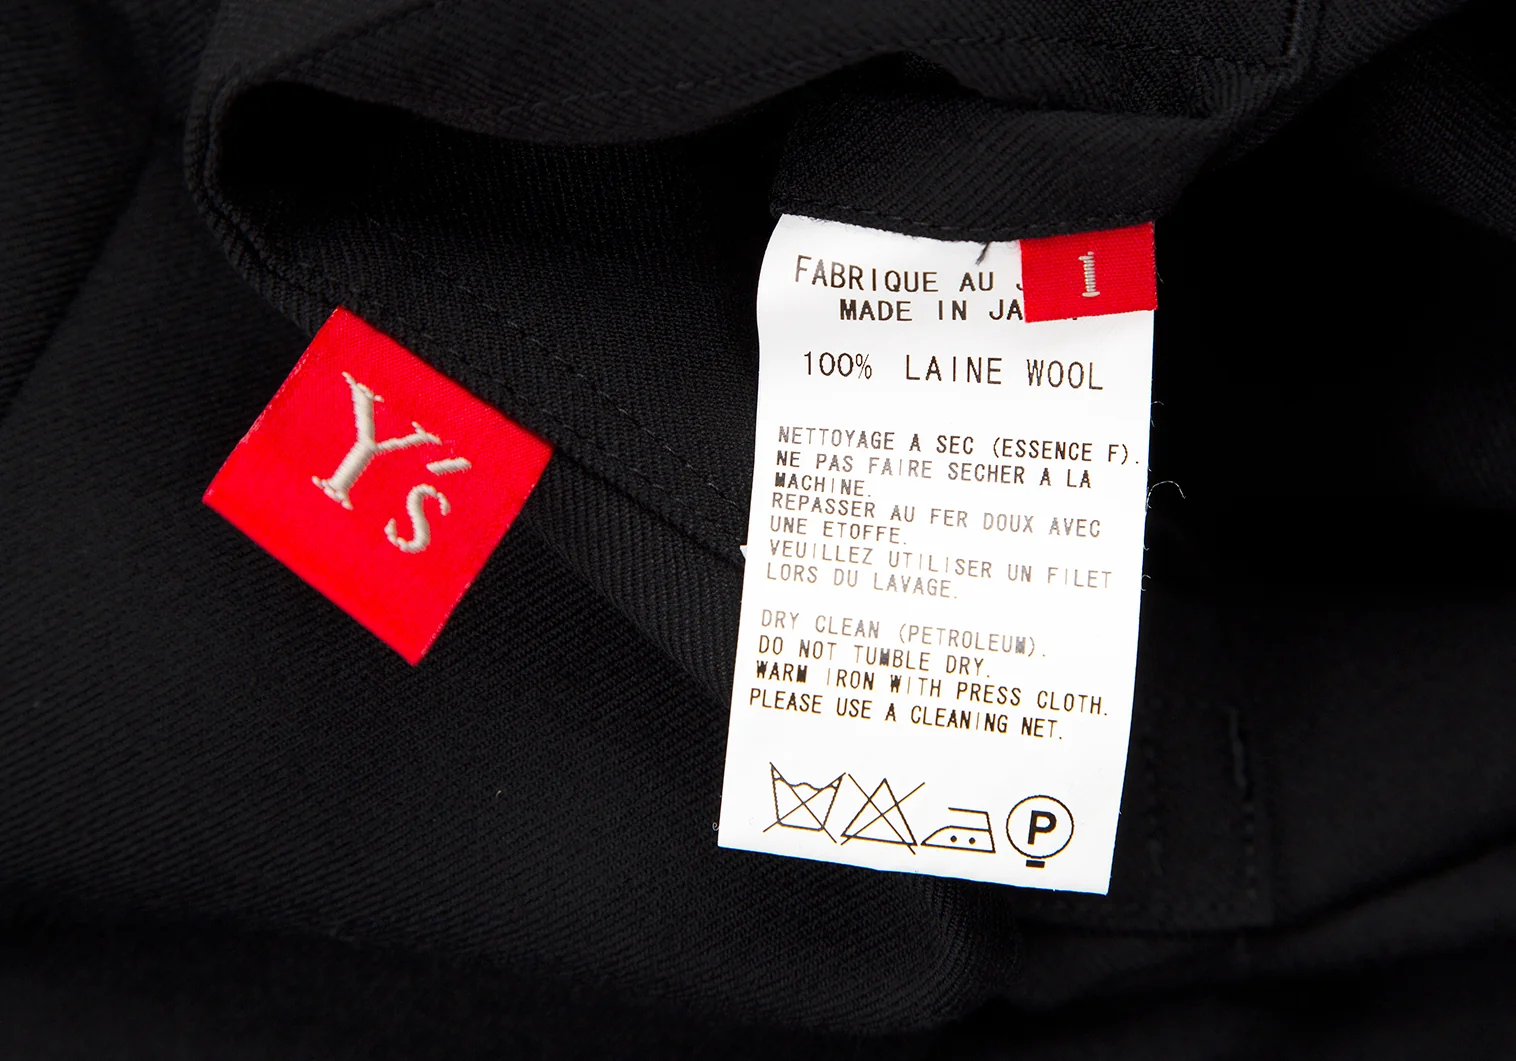 Y's
1
FABRIQUE AU
MADE IN
100% LAINE WOOL
NETTOYAGE A SEC (ESSENCE F).
NE PAS FAIRE SECHER A LA
MACHINE.
REPASSER AU FER DOUX AVEC
UNE ETOFFE.
VEUILLEZ UTILISER UN FILET
LORS DU LAVAGE.
DRY CLEAN (PETROLEUM).
DO NOT TUMBLE DRY.
WARM IRON WITH PRESS CLOTH.
PLEASE USE A CLEANING NET.
P